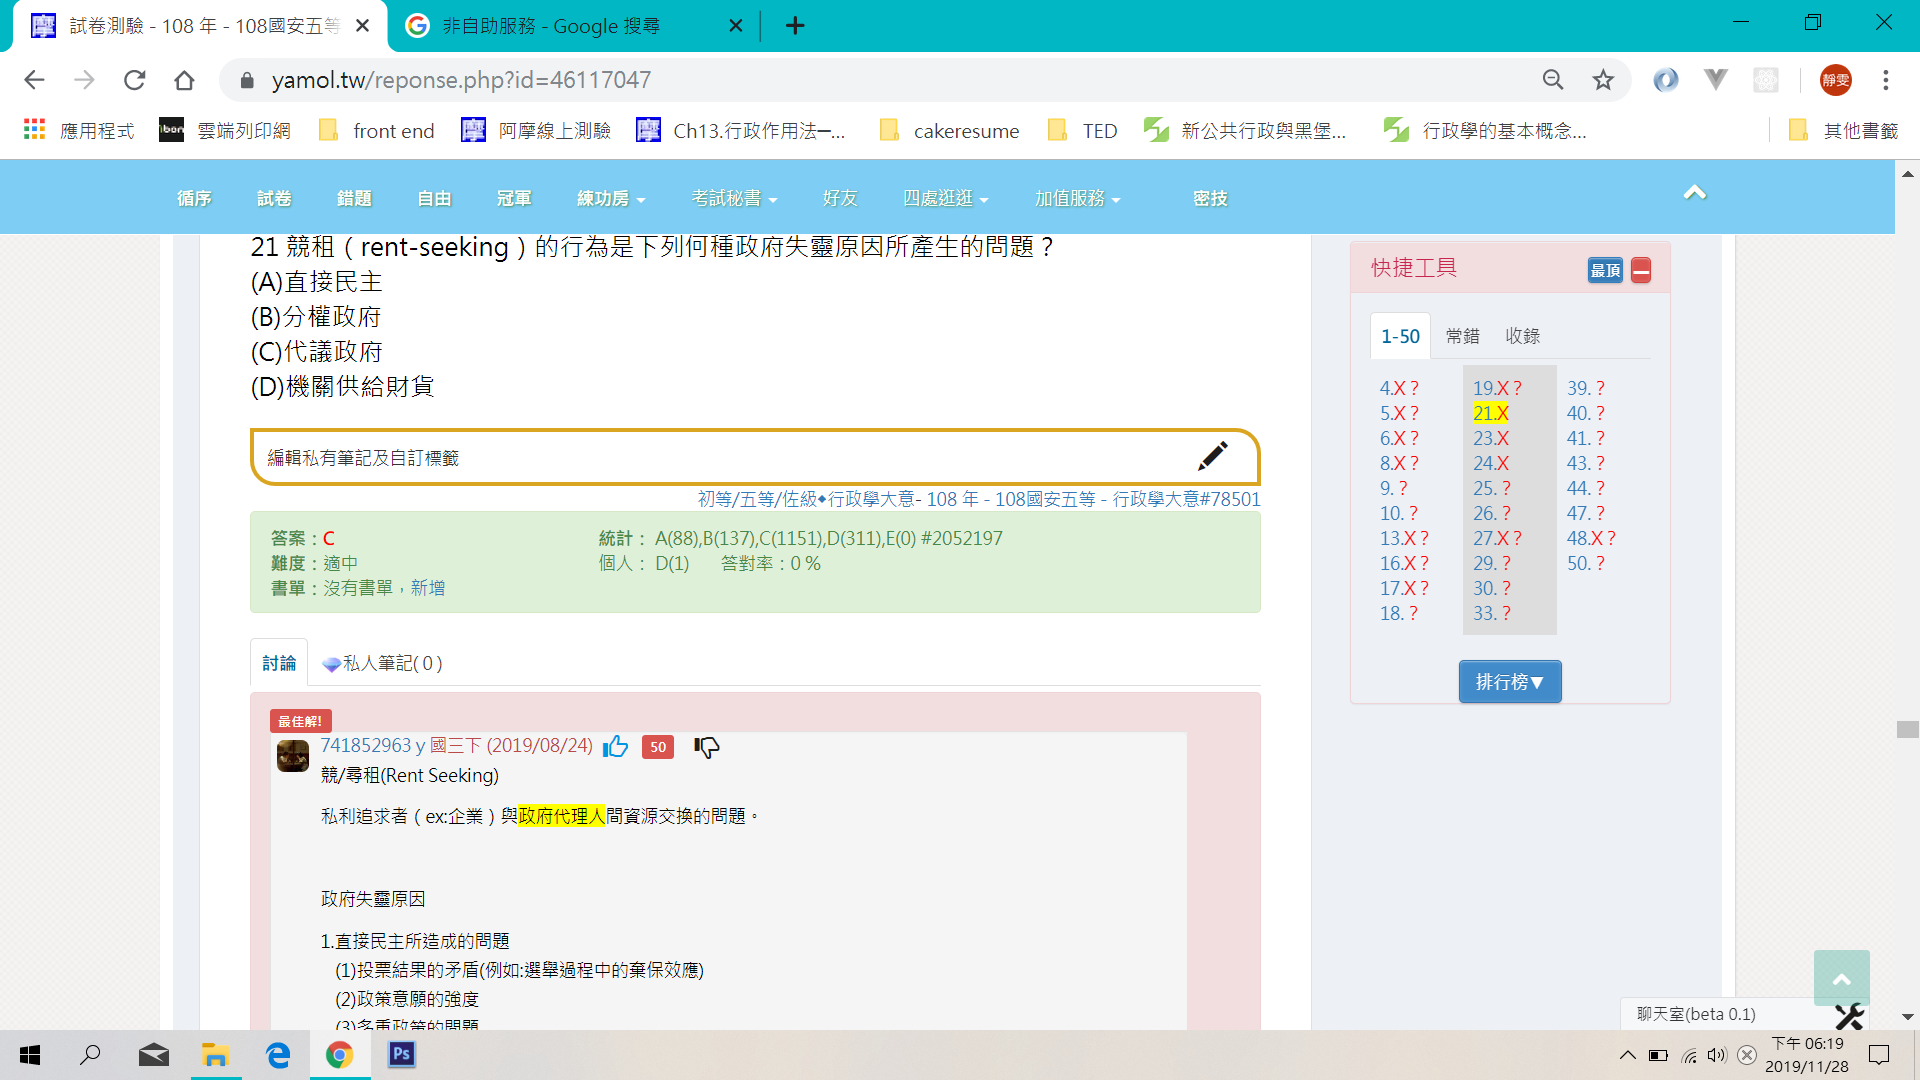 試卷測驗 - 108 年 - 108國安五等
非自助服務 - Google 搜尋
yamol.tw/reponse.php?id=46117047
靜雯
應用程式
ibon
雲端列印網
front end
摩
阿摩線上測驗
摩
Ch13.行政作用法─...
cakeresume
TED
新公共行政與黑堡...
行政學的基本概念...
其他書籤
循序
試卷
錯題
自由
冠軍
練功房
考試秘書
好友
四處逛逛
加值服務
密技
21 競租（rent-seeking）的行為是下列何種政府失靈原因所產生的問題？
(A)直接民主
(B)分權政府
(C)代議政府
(D)機關供給財貨
編輯私有筆記及自訂標籤
初等/五等/佐級◆行政學大意- 108 年 - 108國安五等 - 行政學大意#78501
答案：C
難度：適中
書單：沒有書單，新增
統計： A(88),B(137),C(1151),D(311),E(0) #2052197
個人： D(1) 答對率：0 %
討論
私人筆記( 0 )
最佳解!
741852963 y 國三下 (2019/08/24) 50
競/尋租(Rent Seeking)
私利追求者（ex:企業）與政府代理人間資源交換的問題。
政府失靈原因
1.直接民主所造成的問題
(1)投票結果的矛盾(例如:選舉過程中的棄保效應)
(2)政策意願的強度
(3)多重政策的問題
快捷工具
最頂
1-50 常錯 收錄
4.X ?
5.X ?
6.X ?
8.X ?
9. ?
10. ?
13.X ?
16.X ?
17.X ?
18. ?
19.X ?
21.X
23.X
24.X
25. ?
26. ?
27.X ?
29. ?
30. ?
33. ?
39. ?
40. ?
41. ?
43. ?
44. ?
47. ?
48.X ?
50. ?
排行榜▼
聊天室(beta 0.1)
Ps
下午 06:19
2019/11/28